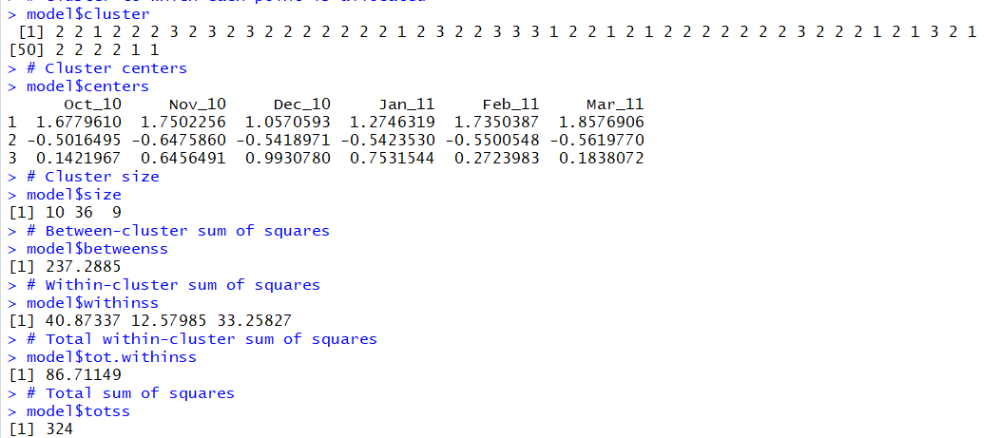 > # Cluster to which each point is allocated
> model$cluster
[1] 2 2 1 2 2 2 3 2 3 2 3 2 2 2 2 2 2 2 1 2 3 2 2 3 3 3 1 2 2 1 2 1 2 2 2 2 2 2 2 3 2 2 2 1 2 1 3 2 1
[50] 2 2 2 2 1 1
> # Cluster centers
> model$centers
Oct_10 Nov_10 Dec_10 Jan_11 Feb_11 Mar_11
1 1.6779610 1.7502256 1.0570593 1.2746319 1.7350387 1.8576906
2 -0.5016495 -0.6475860 -0.5418971 -0.5423530 -0.5500548 -0.5619770
3 0.1421967 0.6456491 0.9930780 0.7531544 0.2723983 0.1838072
> # Cluster size
> model$size
[1] 10 36 9
> # Between-cluster sum of squares
> model$betweenss
[1] 237.2885
> # Within-cluster sum of squares
> model$withinss
[1] 40.87337 12.57985 33.25827
> # Total within-cluster sum of squares
> model$tot.withinss
[1] 86.71149
> # Total sum of squares
> model$totss
[1] 324